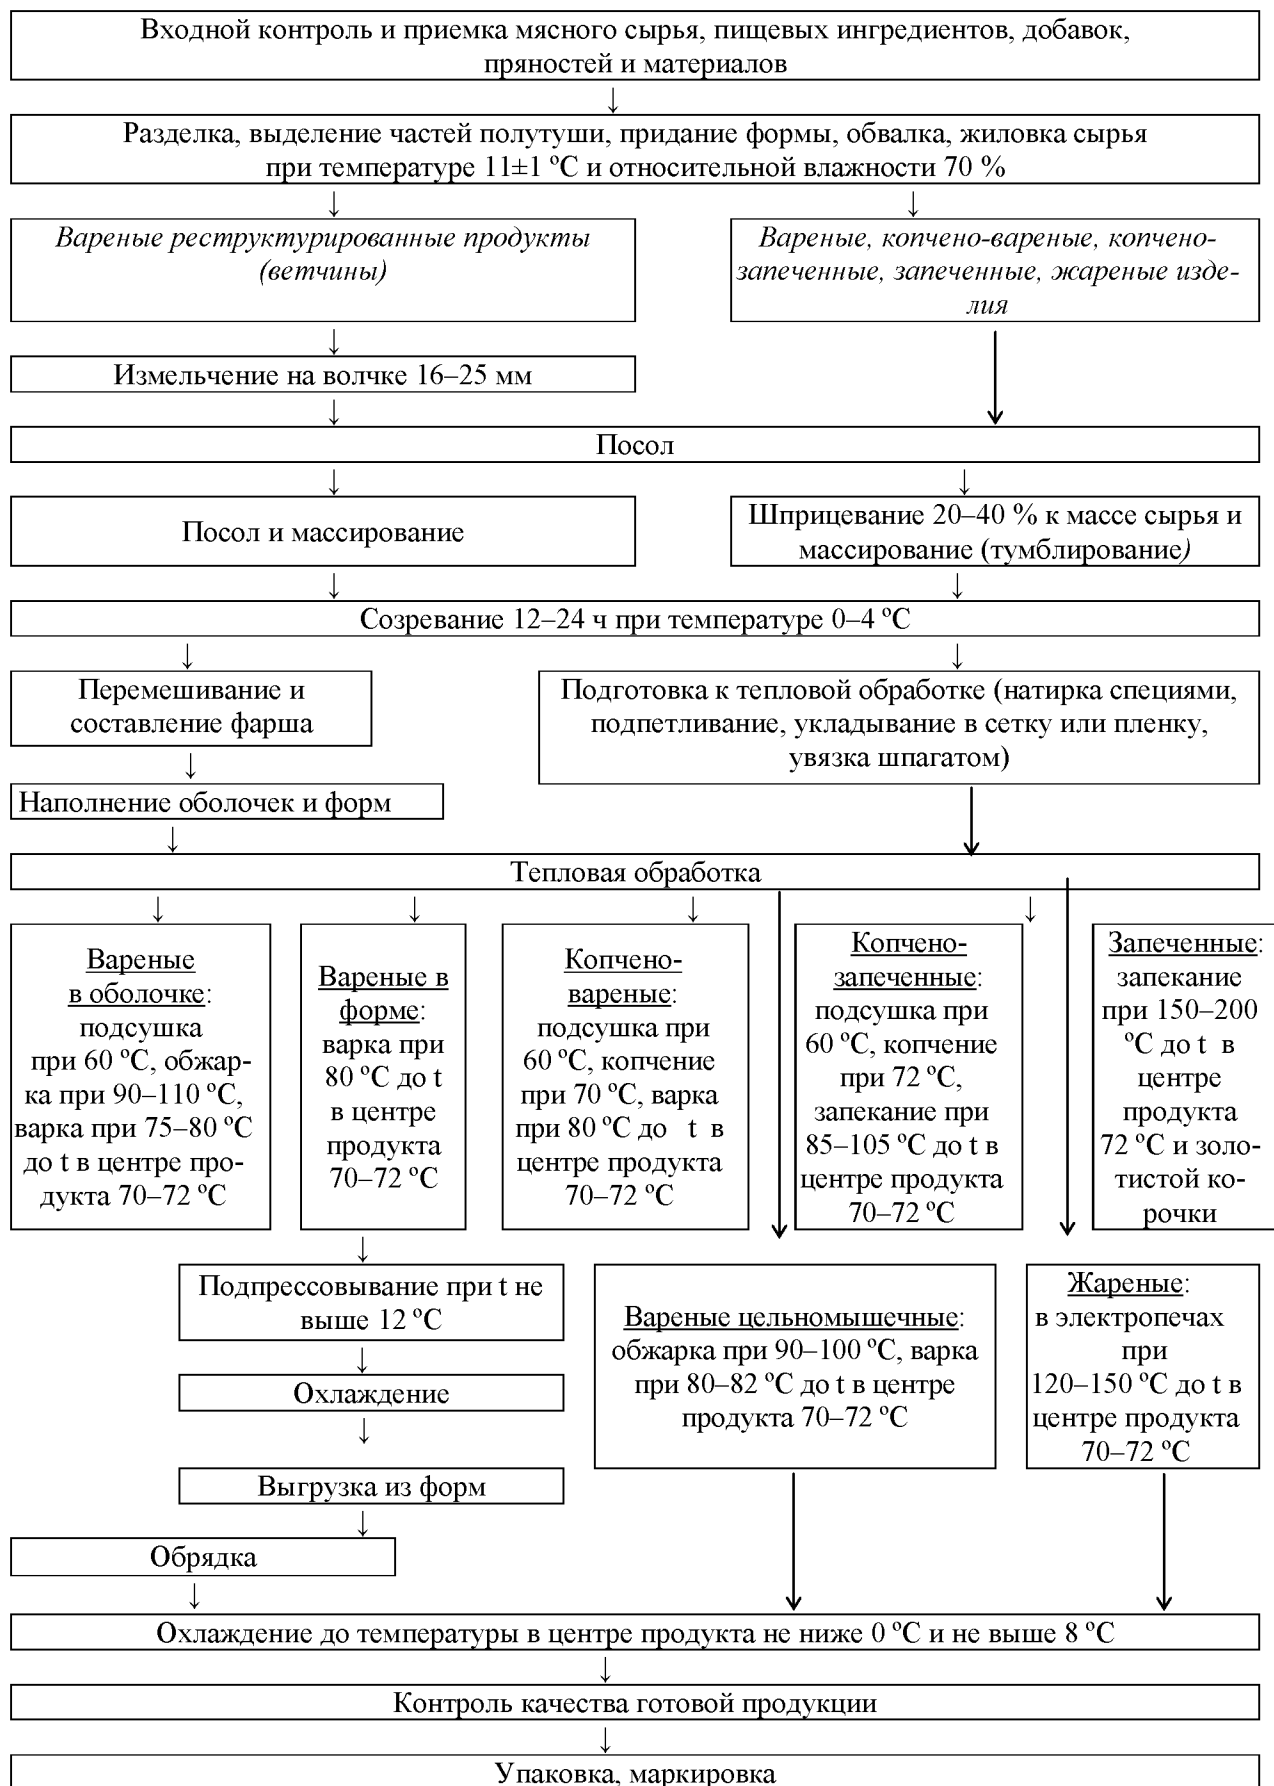 Входной контроль и приемка мясного сырья, пищевых ингредиентов, добавок,
пряностей и материалов
↓
Разделка, выделение частей полутуши, придание формы, обвалка, жиловка сырья
при температуре 11±1 ºС и относительной влажности 70 %
↓
↓
Вареные реструктурированные продукты
(ветчины)
Вареные, копчено-вареные, копчено-
запеченные, запеченные, жареные изде-
лия
↓
Измельчение на волчке 16–25 мм
↓
Посол
↓
↓
Посол и массирование
Шприцевание 20–40 % к массе сырья и
массирование (тумблирование)
↓
↓
Созревание 12–24 ч при температуре 0–4 ºС
↓
↓
Перемешивание и
составление фарша
Подготовка к тепловой обработке (натирка специями,
подпетливание, укладывание в сетку или пленку,
увязка шпагатом)
↓
Наполнение оболочек и форм
↓
Тепловая обработка
↓
↓
↓
↓
Вареные
в оболочке:
подсушка
при 60 ºС, обжар-
ка при 90–110 ºС,
варка при 75–80 ºС
до t в центре про-
дукта 70–72 ºС
Вареные в
форме:
варка при
80 ºС до t
в центре
продукта
70–72 ºС
Копчено-
вареные:
подсушка при
60 ºС, копчение
при 70 ºС, варка
при 80 ºС до t в
центре продукта
70–72 ºС
Копчено-
запеченные:
подсушка при
60 ºС, копчение
при 72 ºС,
запекание при
85–105 ºС до t в
центре продукта
70–72 ºС
Запеченные:
запекание
при 150–200
ºС до t в
центре
продукта
72 ºС и золо-
тистой ко-
рочки
↓
Подпрессовывание при t не
выше 12 ºС
↓
Охлаждение
↓
Выгрузка из форм
↓
Обрядка
Вареные цельномышечные:
обжарка при 90–100 ºС, варка
при 80–82 ºС до t в центре
продукта 70–72 ºС
Жареные:
в электропечах
при
120–150 ºС до t в
центре продукта
70–72 ºС
↓
Охлаждение до температуры в центре продукта не ниже 0 ºС и не выше 8 ºС
↓
Контроль качества готовой продукции
↓
Упаковка, маркировка